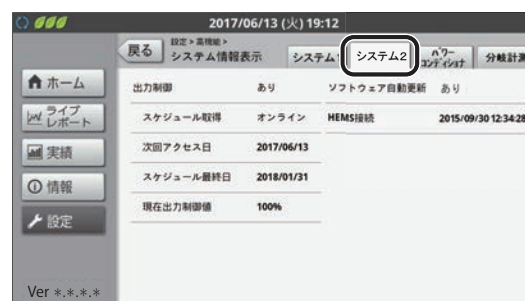 2017/06/13 (火) 19:12
戻る
設定 > 高機能 >
システム情報表示
システム1
システム2
パワーコンディショナ
分岐計測
ホーム
ライブレポート
実績
情報
設定
出力制御 あり
スケジュール取得 オンライン
次回アクセス日 2017/06/13
スケジュール最終日 2018/01/31
現在出力制御値 100%
ソフトウェア自動更新 あり
HEMS接続 2015/09/30 12:34:28
Ver *.*.*.*